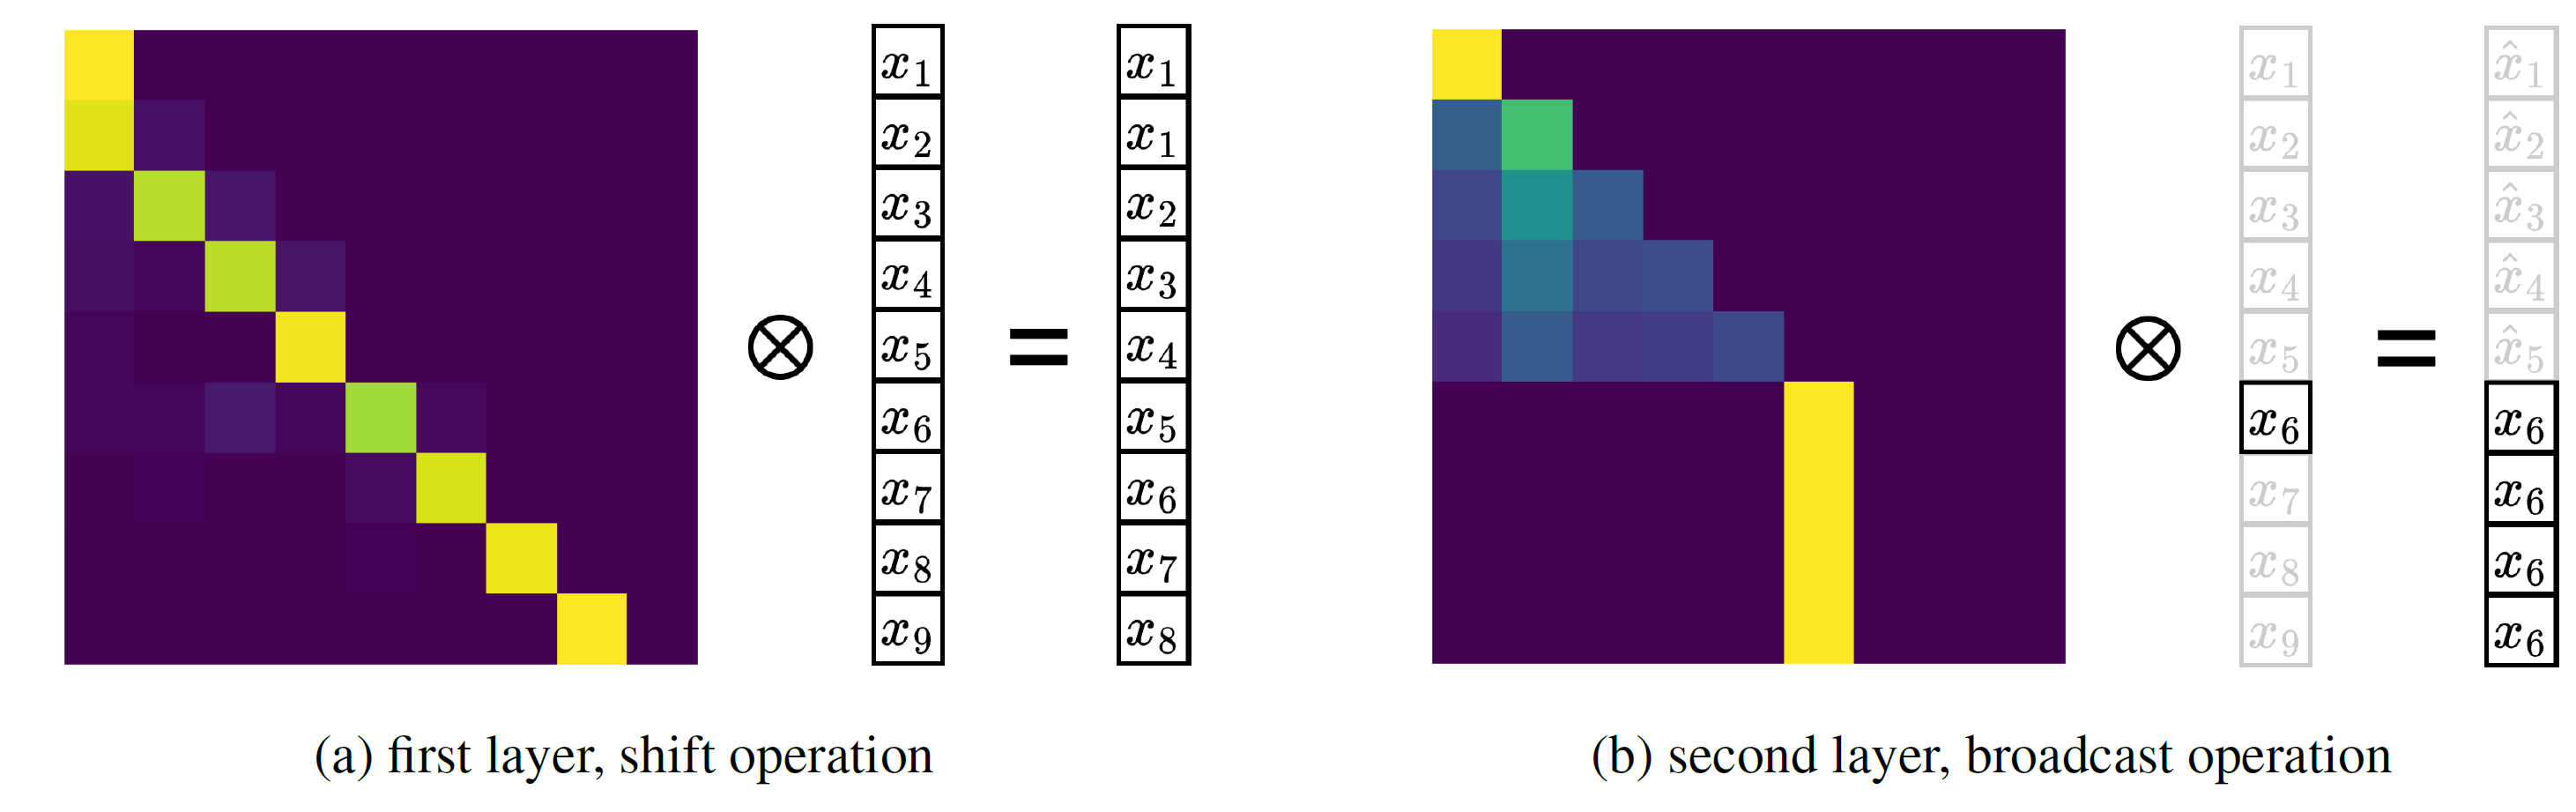 x₁ x₁ x₁ x̂₁
x₂ x₁ x₂ x̂₂
x₃ x₂ x₃ x̂₃
x₄ x₃ x₄ x̂₄
⊗ x₅ = x₄ ⊗ x₅ = x̂₅
x₆ x₅ x₆ x₆
x₇ x₆ x₇ x₆
x₈ x₇ x₈ x₆
x₉ x₈ x₉ x₆
(a) first layer, shift operation
(b) second layer, broadcast operation